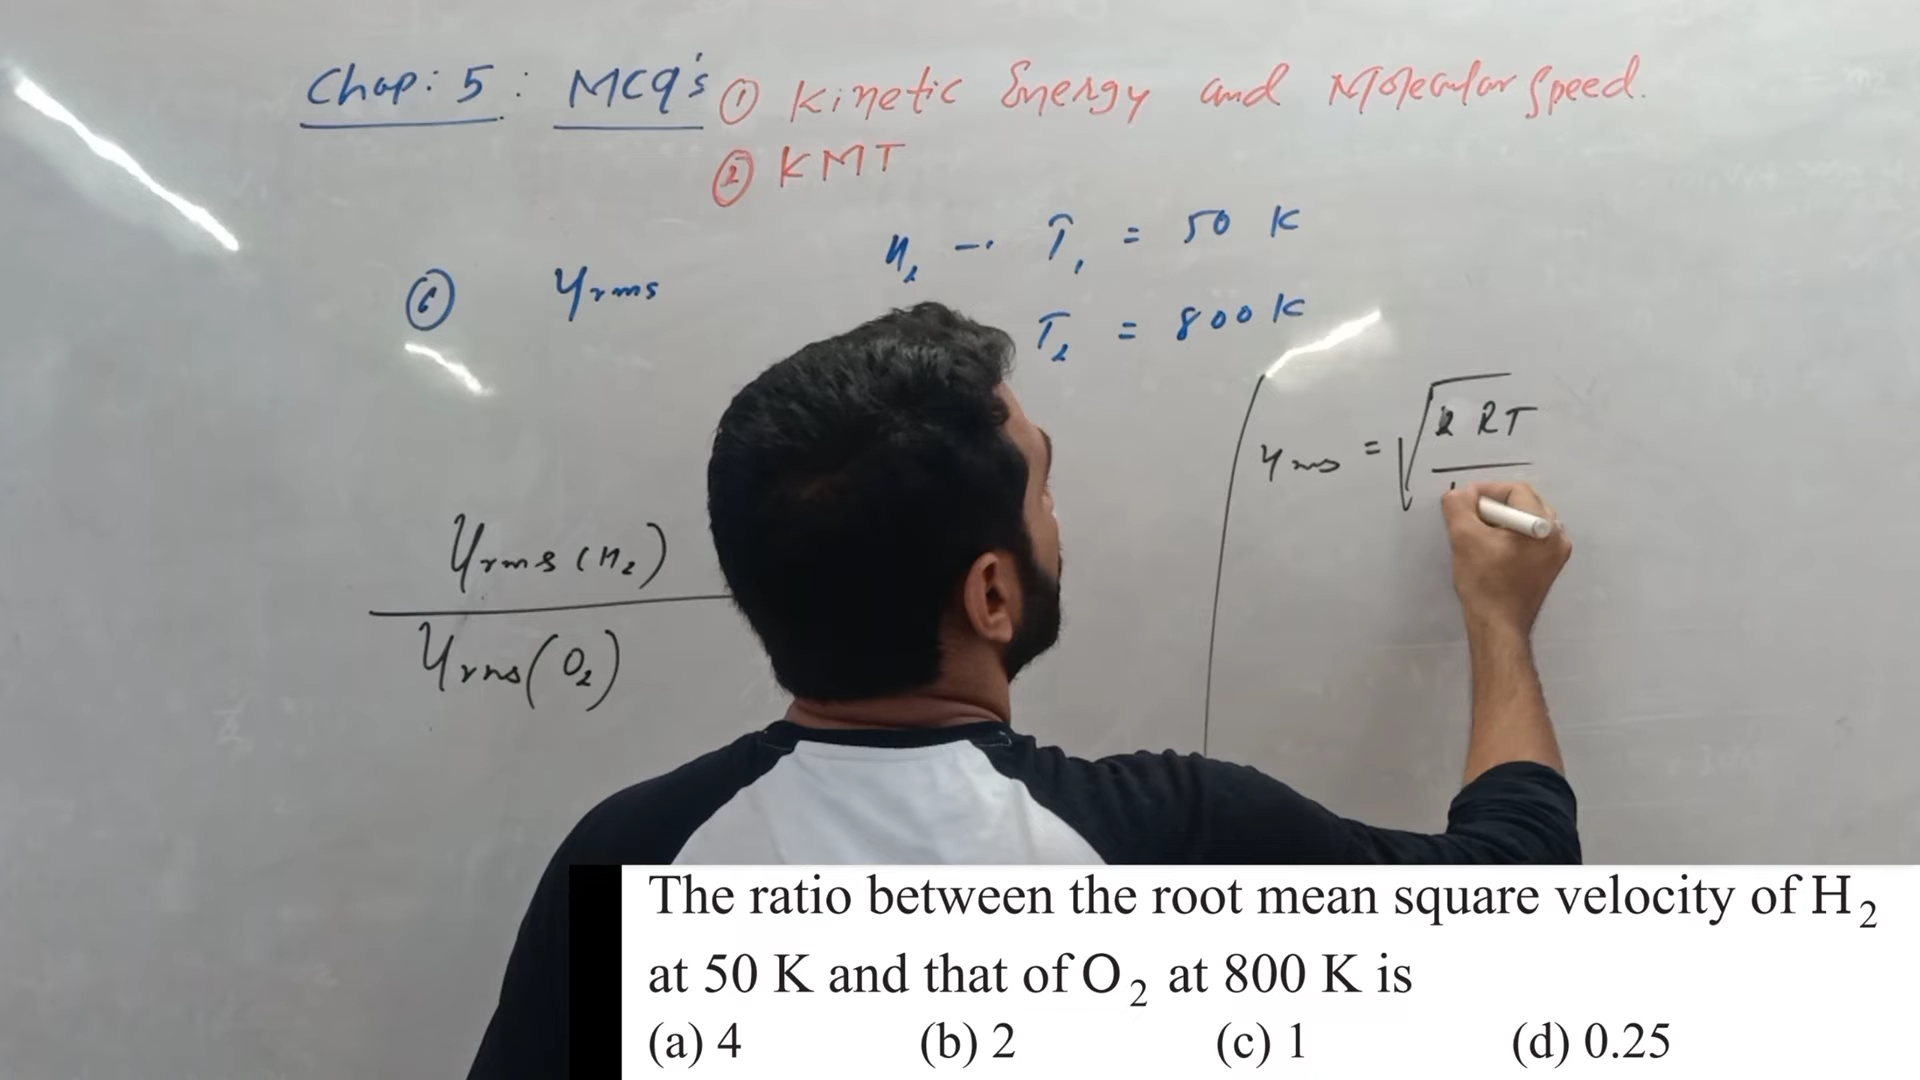 Chap: 5 : MCQ's ① Kinetic Energy and Molecular Speed.
② KMT
H₂ - T₁ = 50 K
⑥ Urms
T₂ = 800 K
Urms = √ RT
Urms (H₂)
Urms (O₂)
The ratio between the root mean square velocity of H₂
at 50 K and that of O₂ at 800 K is
(a) 4 (b) 2 (c) 1 (d) 0.25